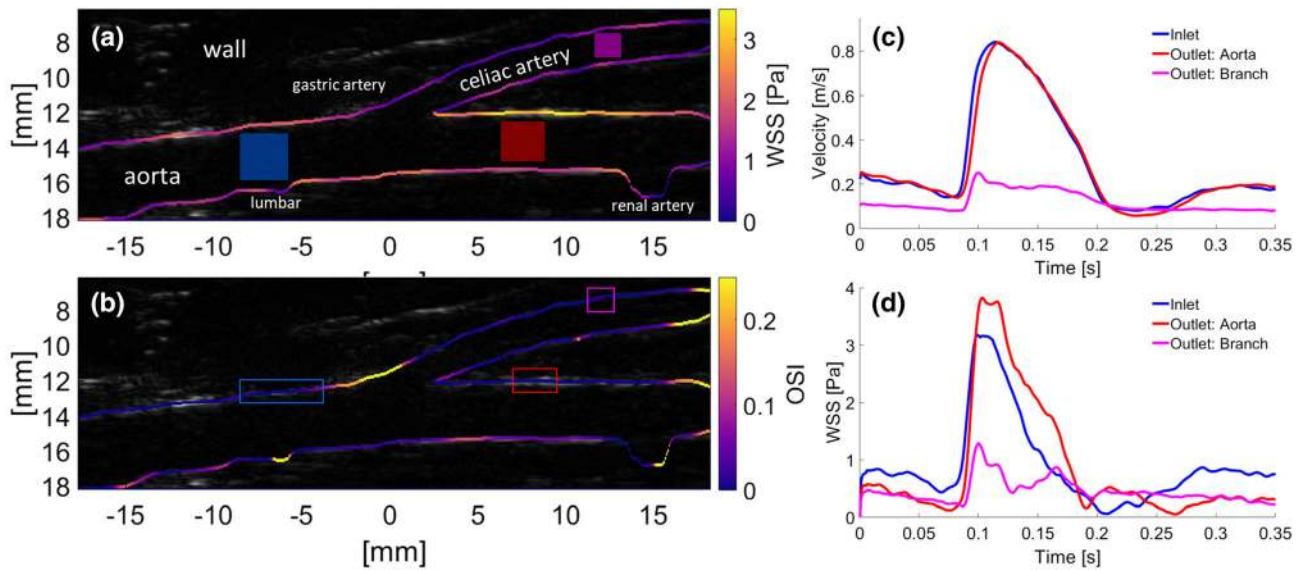 (a)
wall
gastric artery
celiac artery
aorta
lumbar
renal artery
8
10
12
14
16
18
[mm]
-15
-10
-5
0
5
10
15
3
2
1
0
WSS [Pa]
(b)
8
10
12
14
16
18
[mm]
-15
-10
-5
0
5
10
15
[mm]
0.2
0.1
0
OSI
(c)
Inlet
Outlet: Aorta
Outlet: Branch
0.8
0.6
0.4
0.2
0
Velocity [m/s]
0
0.05
0.1
0.15
0.2
0.25
0.3
0.35
Time [s]
(d)
Inlet
Outlet: Aorta
Outlet: Branch
4
3
2
1
0
WSS [Pa]
0
0.05
0.1
0.15
0.2
0.25
0.3
0.35
Time [s]